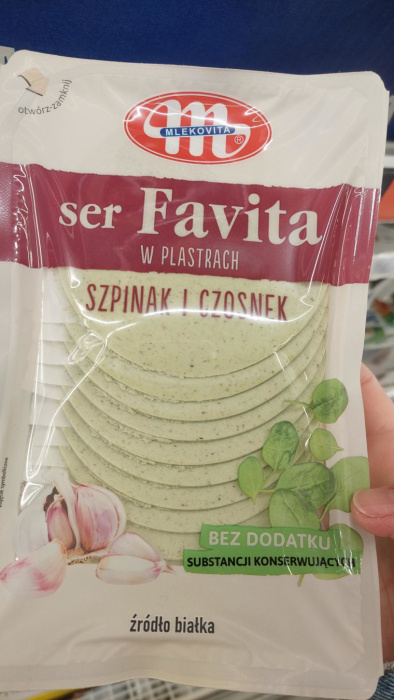 otwórz-zamknij
M
MLEKOVITA
®
ser Favita
W PLASTRACH
SZPINAK I CZOSNEK
BEZ DODATKU
SUBSTANCJI KONSERWUJĄCYCH
źródło białka